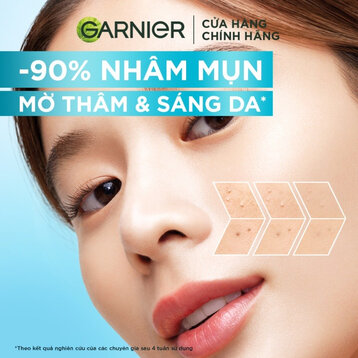 GARNIER
CỬA HÀNG
CHÍNH HÃNG
-90% NHÂM MỤN
MỜ THÂM & SÁNG DA*
*Theo kết quả nghiên cứu của các chuyên gia sau 4 tuần sử dụng